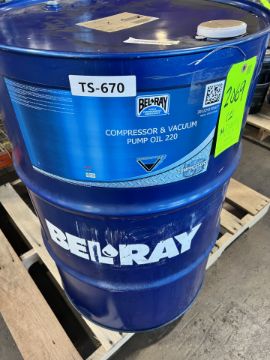 TS-670
BEL-RAY
COMPRESSOR & VACUUM
PUMP OIL 220
2069
BEL-RAY